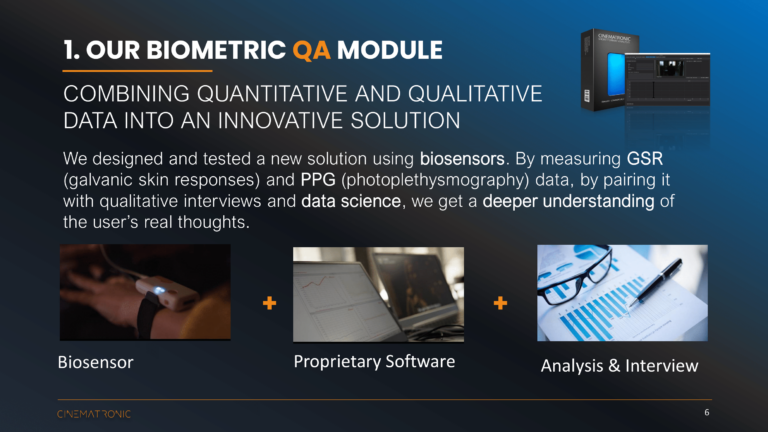 1. OUR BIOMETRIC QA MODULE
CINEMATRONIC
COMBINING QUANTITATIVE AND QUALITATIVE
DATA INTO AN INNOVATIVE SOLUTION
We designed and tested a new solution using biosensors. By measuring GSR
(galvanic skin responses) and PPG (photoplethysmography) data, by pairing it
with qualitative interviews and data science, we get a deeper understanding of
the user's real thoughts.
+
+
Biosensor
Proprietary Software
Analysis & Interview
CINEMATRONIC
6